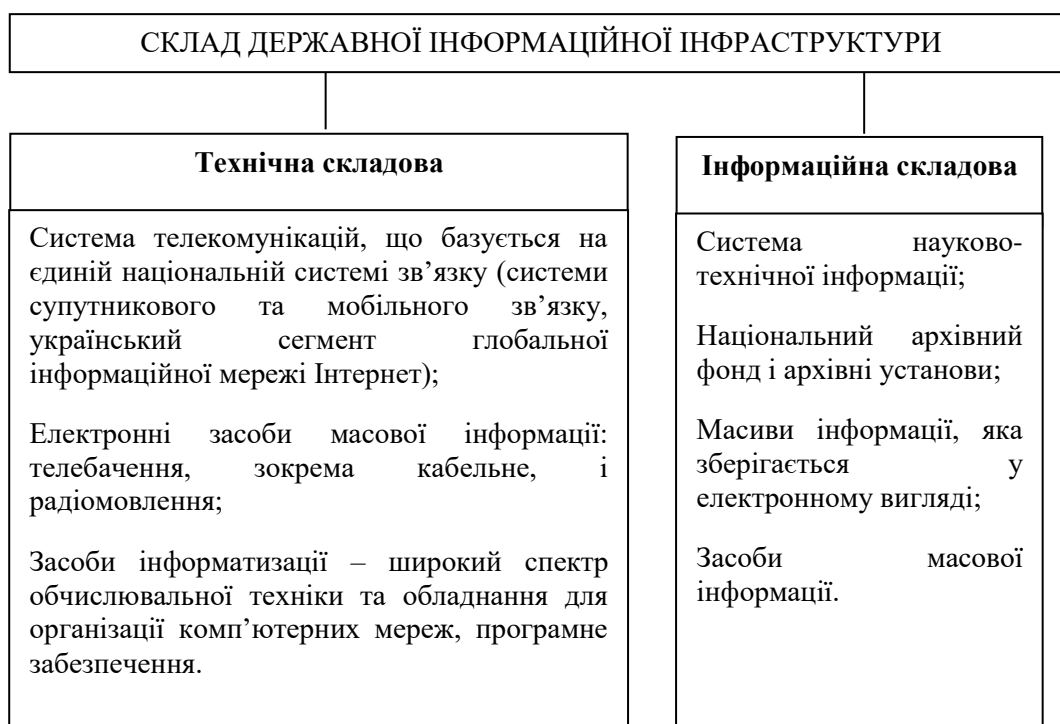 СКЛАД ДЕРЖАВНОЇ ІНФОРМАЦІЙНОЇ ІНФРАСТРУКТУРИ
Технічна складова
Система телекомунікацій, що базується на
єдиній національній системі зв’язку (системи
супутникового та мобільного зв’язку,
український сегмент глобальної
інформаційної мережі Інтернет);
Електронні засоби масової інформації:
телебачення, зокрема кабельне, і
радіомовлення;
Засоби інформатизації – широкий спектр
обчислювальної техніки та обладнання для
організації комп’ютерних мереж, програмне
забезпечення.
Інформаційна складова
Система науково-
технічної інформації;
Національний архівний
фонд і архівні установи;
Масиви інформації, яка
зберігається у
електронному вигляді;
Засоби масової
інформації.